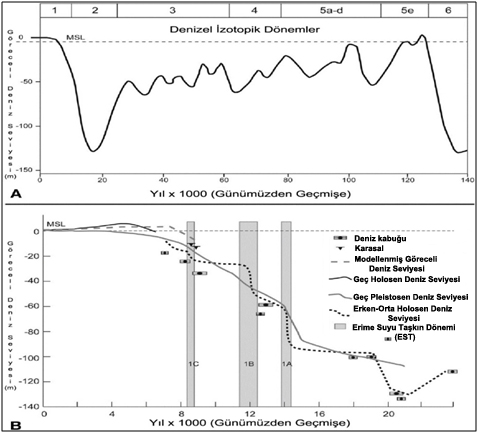 1 2 3 4 5a-d 5e 6
MSL
Denizel İzotopik Dönemler
Göreceli Deniz Seviyesi
0
-50
-100
-150
(m)
0 20 40 60 80 100 120 140
A
Yıl x 1000 (Günümüzden Geçmişe)
MSL
Göreceli Deniz Seviyesi
0
-20
-40
-60
-80
-100
-120
(m) -140
Deniz kabuğu
Karasal
Modellenmiş Göreceli
Deniz Seviyesi
Geç Holosen Deniz Seviyesi
Geç Pleistosen Deniz Seviyesi
Erken-Orta Holosen Deniz
Seviyesi
Erime Suyu Taşkın Dönemi
(EST)
1C 1B 1A
0 4 8 12 16 20
B
Yıl x 1000 (Günümüzden Geçmişe)